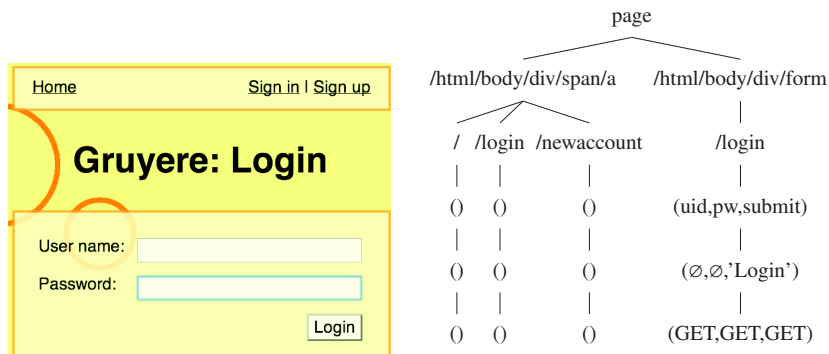 Home Sign in | Sign up
Gruyere: Login
User name:
Password:
Login
page
/html/body/div/span/a /html/body/div/form
/ /login /newaccount /login
() () () (uid,pw,submit)
() () () (∅,∅,'Login')
() () () (GET,GET,GET)